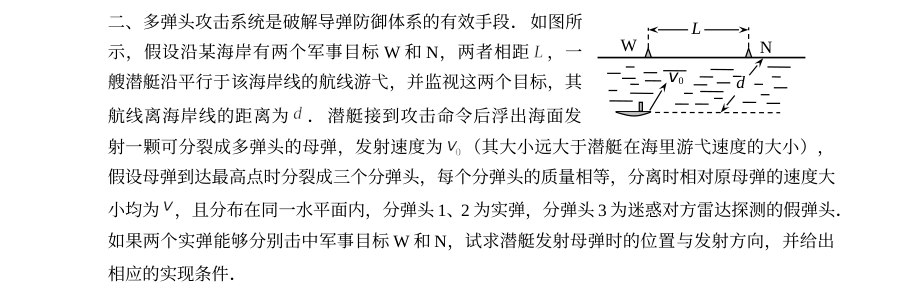 二、多弹头攻击系统是破解导弹防御体系的有效手段．如图所
示，假设沿某海岸有两个军事目标 W 和 N，两者相距 L，一
艘潜艇沿平行于该海岸线的航线游弋，并监视这两个目标，其
航线离海岸线的距离为 d．潜艇接到攻击命令后浮出海面发
射一颗可分裂成多弹头的母弹，发射速度为 v₀（其大小远大于潜艇在海里游弋速度的大小），
假设母弹到达最高点时分裂成三个分弹头，每个分弹头的质量相等，分离时相对原母弹的速度大
小均为 v，且分布在同一水平面内，分弹头 1、2 为实弹，分弹头 3 为迷惑对方雷达探测的假弹头．
如果两个实弹能够分别击中军事目标 W 和 N，试求潜艇发射母弹时的位置与发射方向，并给出
相应的实现条件．
L
W
N
v₀
d